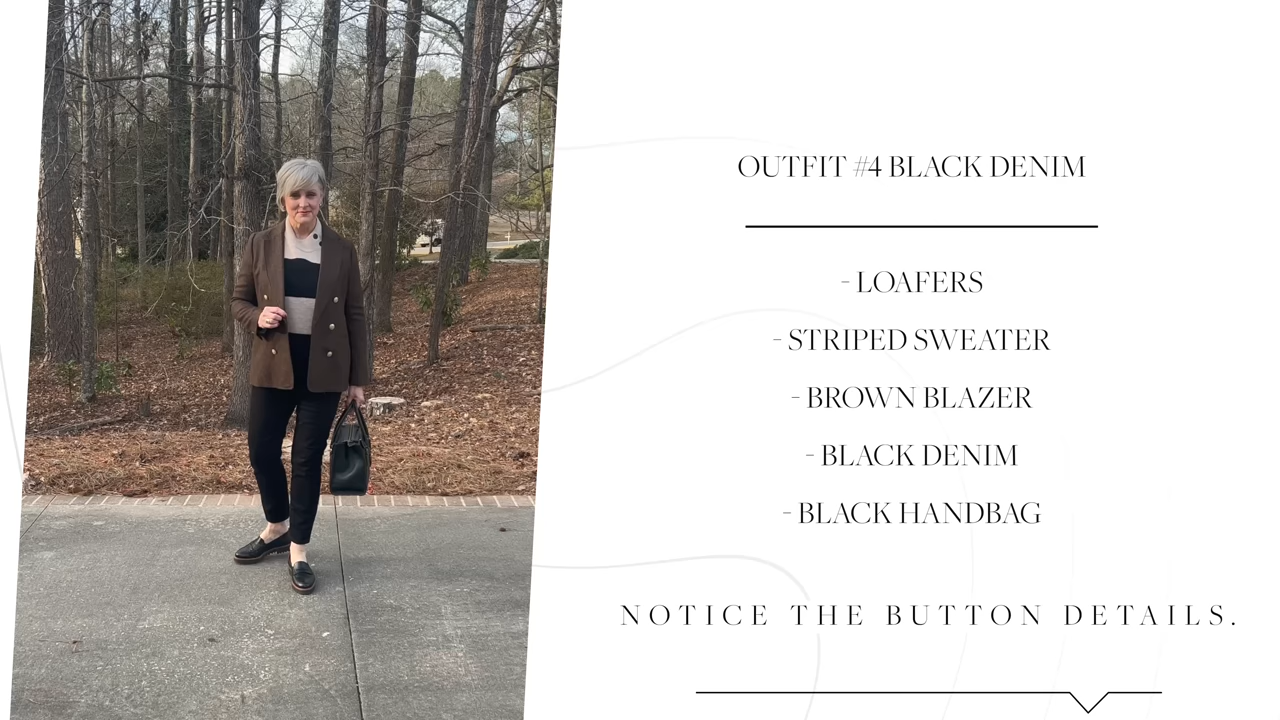 OUTFIT #4 BLACK DENIM
- LOAFERS
- STRIPED SWEATER
- BROWN BLAZER
- BLACK DENIM
- BLACK HANDBAG
NOTICE THE BUTTON DETAILS.